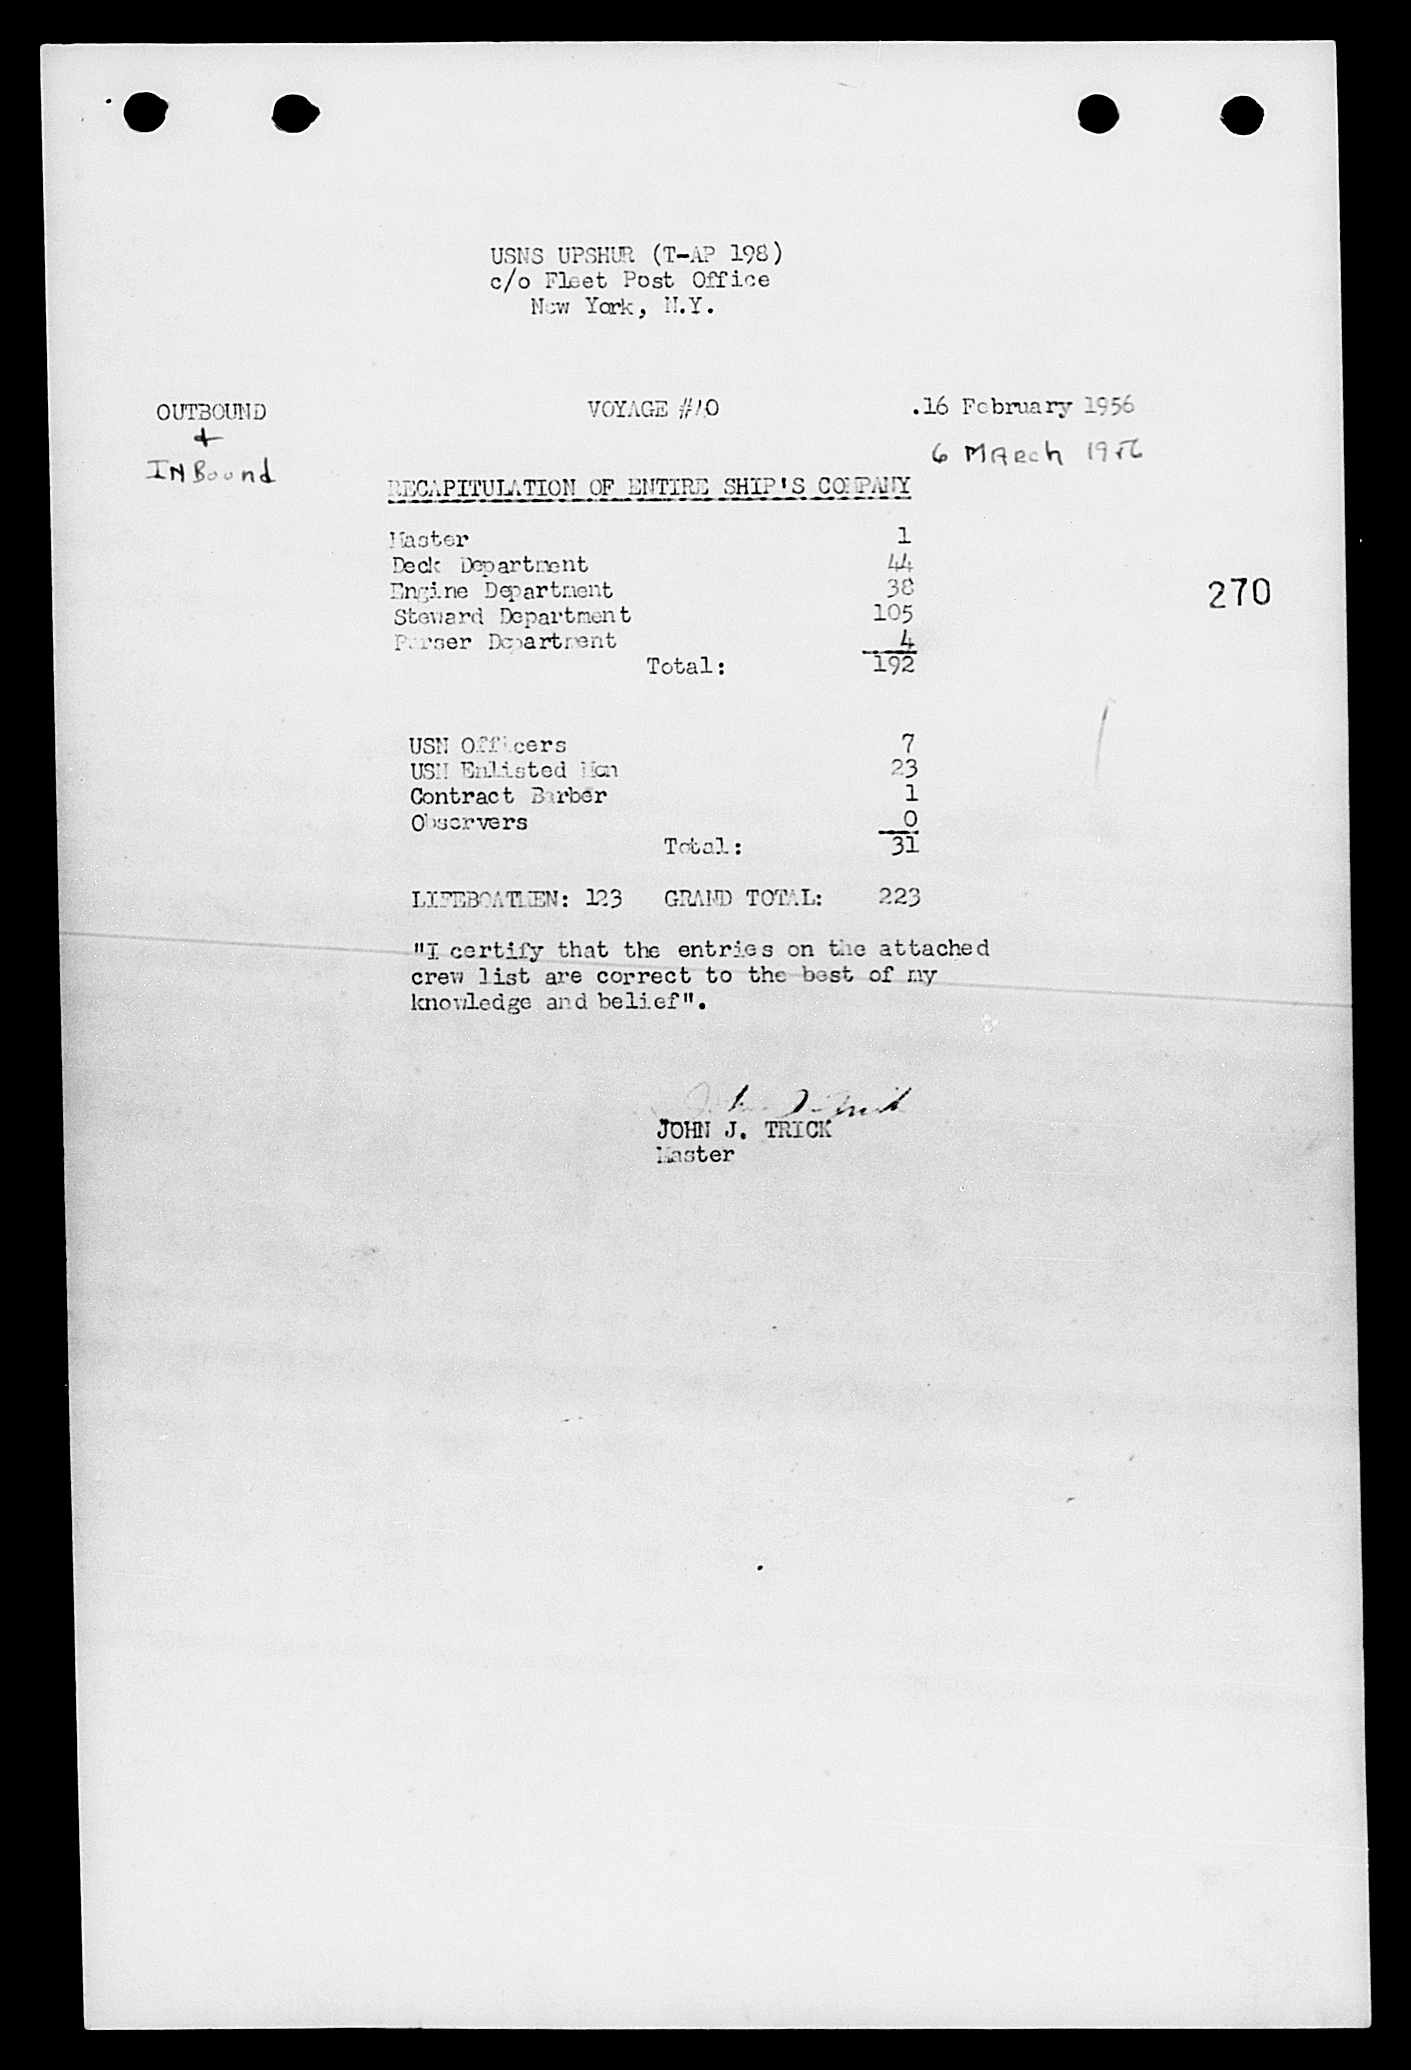 USNS UPSHUR (T-AP 198)
c/o Fleet Post Office
New York, N.Y.
OUTBOUND VOYAGE #10 .16 February 1956
&
INBound 6 MARch 1956
RECAPITULATION OF ENTIRE SHIP'S COMPANY
Master 1
Deck Department 44
Engine Department 38
270
Steward Department 105
Purser Department 4
Total: 192
USN Officers 7
USN Enlisted Men 23
Contract Barber 1
Observers 0
Total: 31
LIFEBOATMEN: 123 GRAND TOTAL: 223
"I certify that the entries on the attached
crew list are correct to the best of my
knowledge and belief".
John J. Trick
JOHN J. TRICK
Master